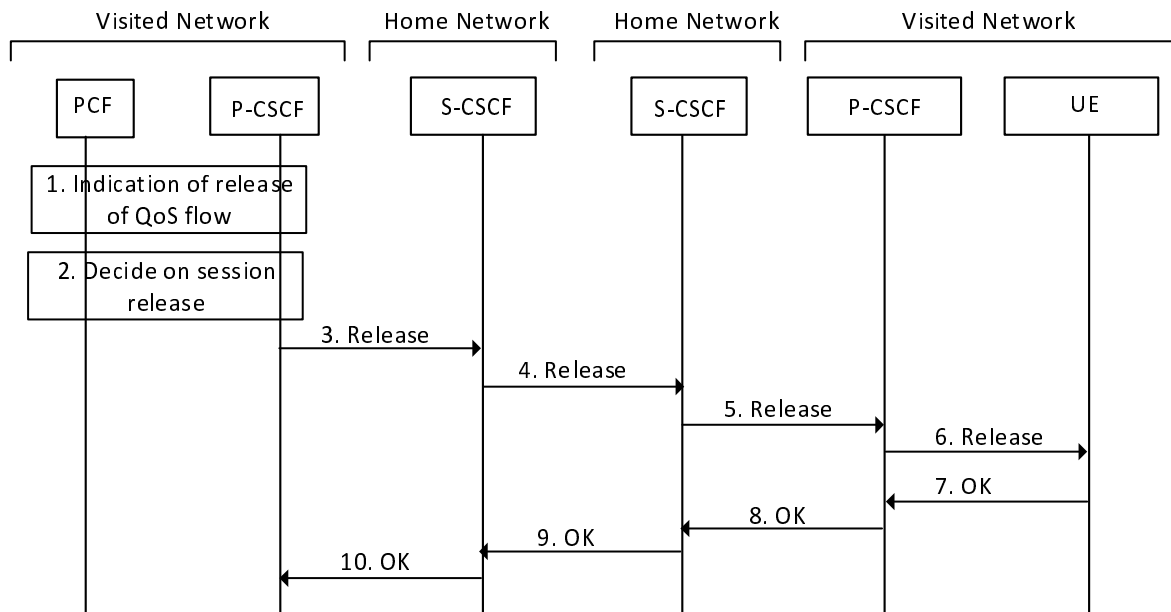 Visited Network
Home Network
Home Network
Visited Network
PCF
P-CSCF
S-CSCF
S-CSCF
P-CSCF
UE
1. Indication of release
of QoS flow
2. Decide on session
release
3. Release
4. Release
5. Release
6. Release
7. OK
8. OK
9. OK
10. OK